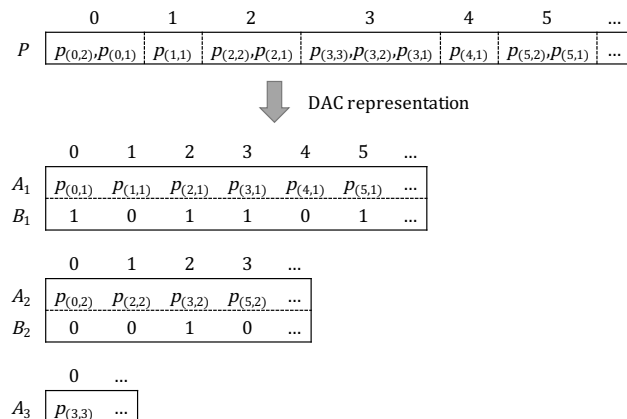 0 1 2 3 4 5 ...
P p(0,2),p(0,1) p(1,1) p(2,2),p(2,1) p(3,3),p(3,2),p(3,1) p(4,1) p(5,2),p(5,1) ...
DAC representation
0 1 2 3 4 5 ...
A1 p(0,1) p(1,1) p(2,1) p(3,1) p(4,1) p(5,1) ...
B1 1 0 1 1 0 1 ...
0 1 2 3 ...
A2 p(0,2) p(2,2) p(3,2) p(5,2) ...
B2 0 0 1 0 ...
0 ...
A3 p(3,3) ...